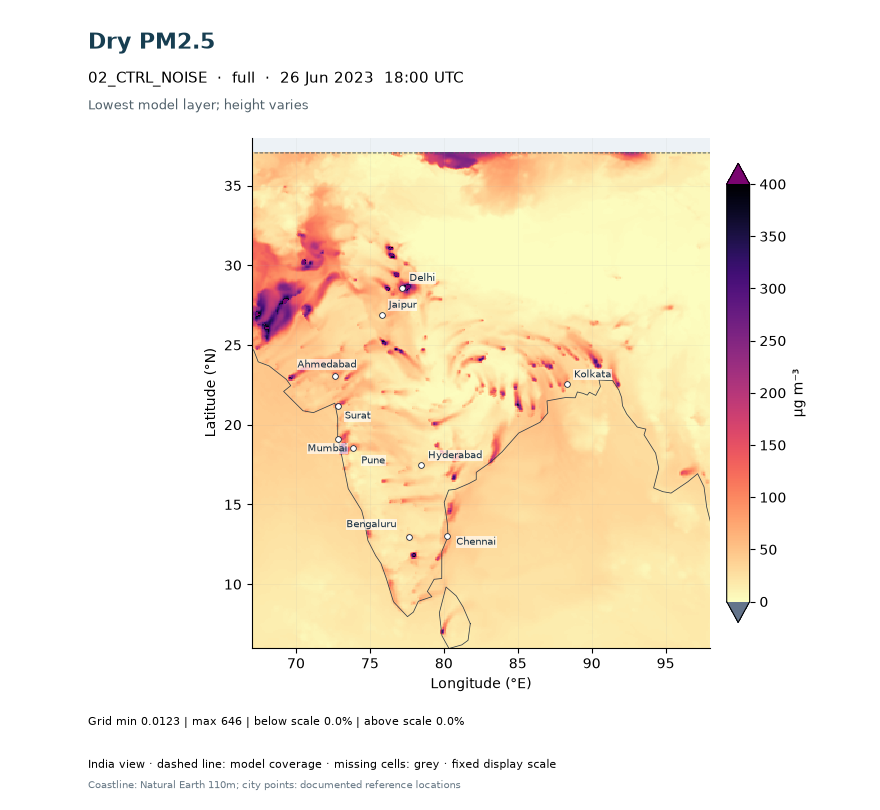 Dry PM2.5
02_CTRL_NOISE · full · 26 Jun 2023 18:00 UTC
Lowest model layer; height varies
35
30
25
20
15
10
70
75
80
85
90
95
Latitude (°N)
Longitude (°E)
Delhi
Jaipur
Ahmedabad
Kolkata
Surat
Mumbai
Pune
Hyderabad
Bengaluru
Chennai
400
350
300
250
200
150
100
50
0
µg m⁻³
Grid min 0.0123 | max 646 | below scale 0.0% | above scale 0.0%
India view · dashed line: model coverage · missing cells: grey · fixed display scale
Coastline: Natural Earth 110m; city points: documented reference locations